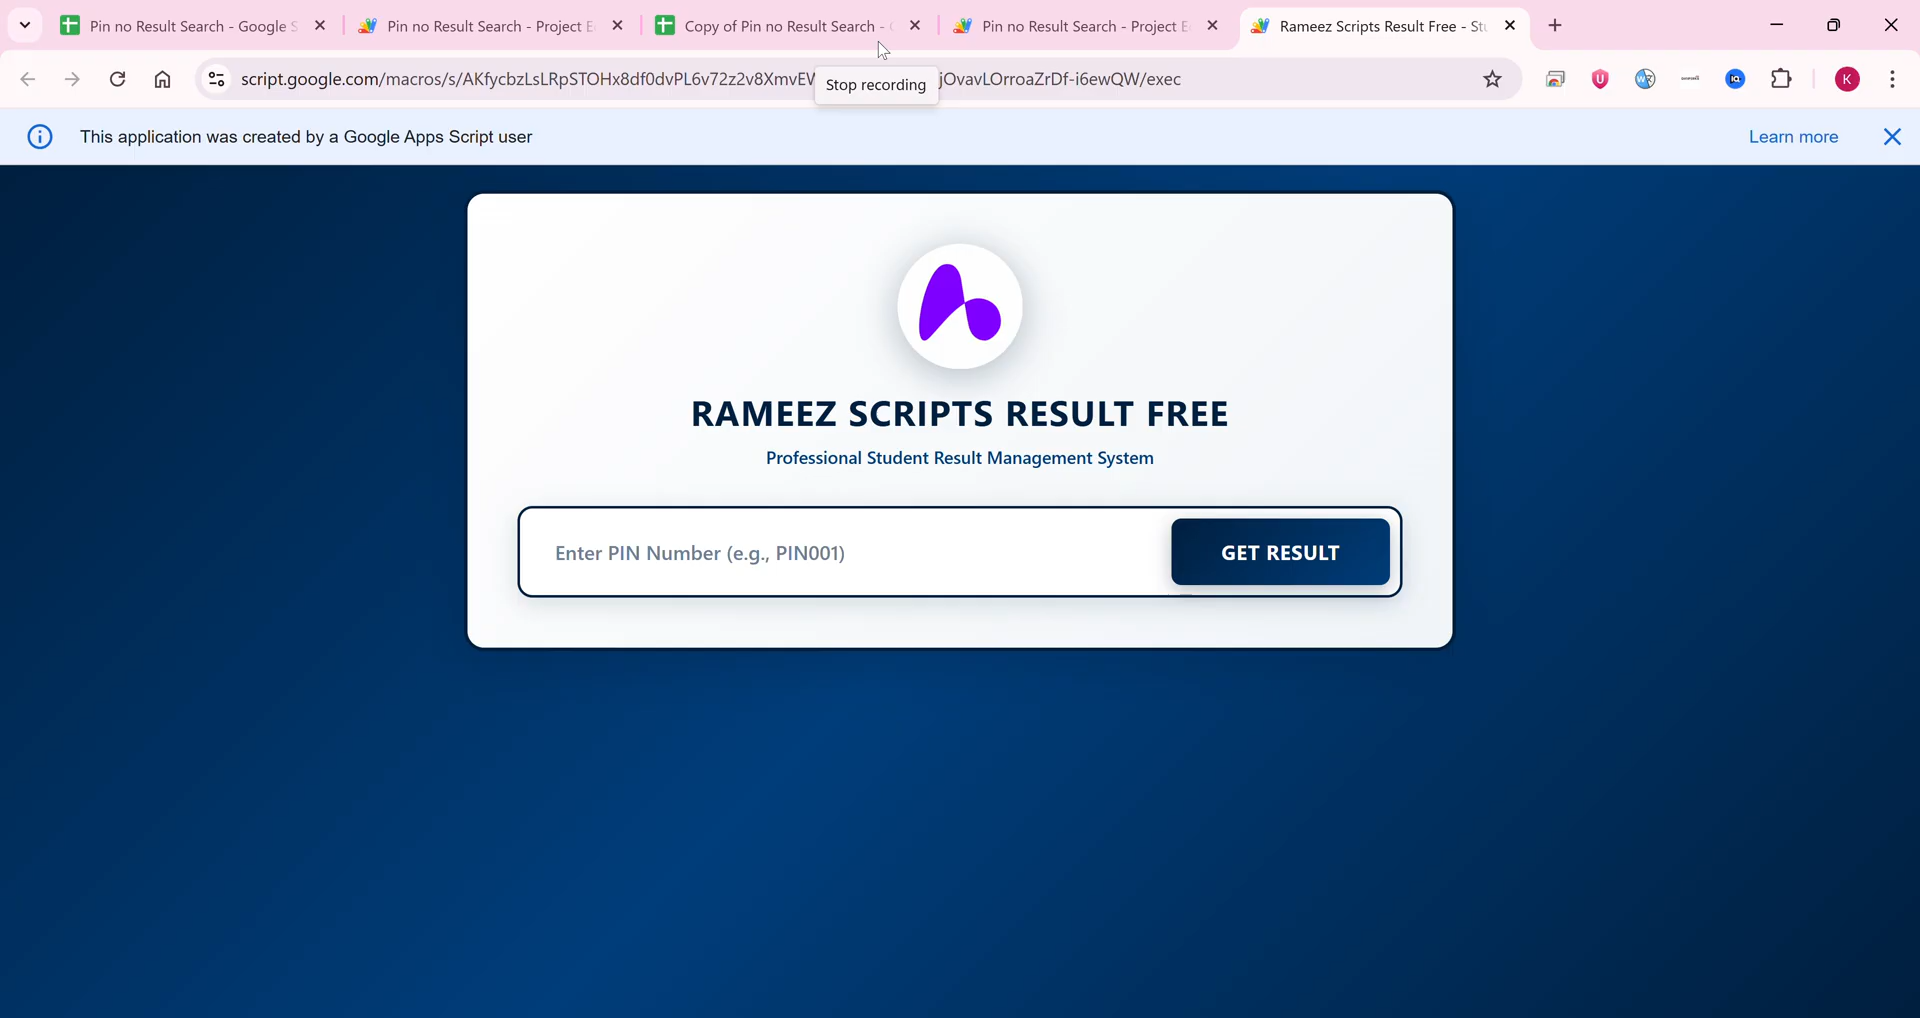 Pin no Result Search - Google S
Pin no Result Search - Project E
Copy of Pin no Result Search -
Pin no Result Search - Project E
Rameez Scripts Result Free - Stu
script.google.com/macros/s/AKfycbzLsLRpSTOHx8df0dvPL6v72z2v8XmvEV
jOvavLOrroaZrDf-i6ewQW/exec
K
Stop recording
This application was created by a Google Apps Script user
Learn more
RAMEEZ SCRIPTS RESULT FREE
Professional Student Result Management System
Enter PIN Number (e.g., PIN001)
GET RESULT